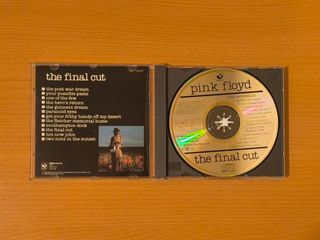 the final cut
the post war dream
your possible pasts
one of the few
the hero's return
the gunners dream
paranoid eyes
get your filthy hands off my desert
the fletcher memorial home
southampton dock
the final cut
not now john
two suns in the sunset
pink floyd
the final cut